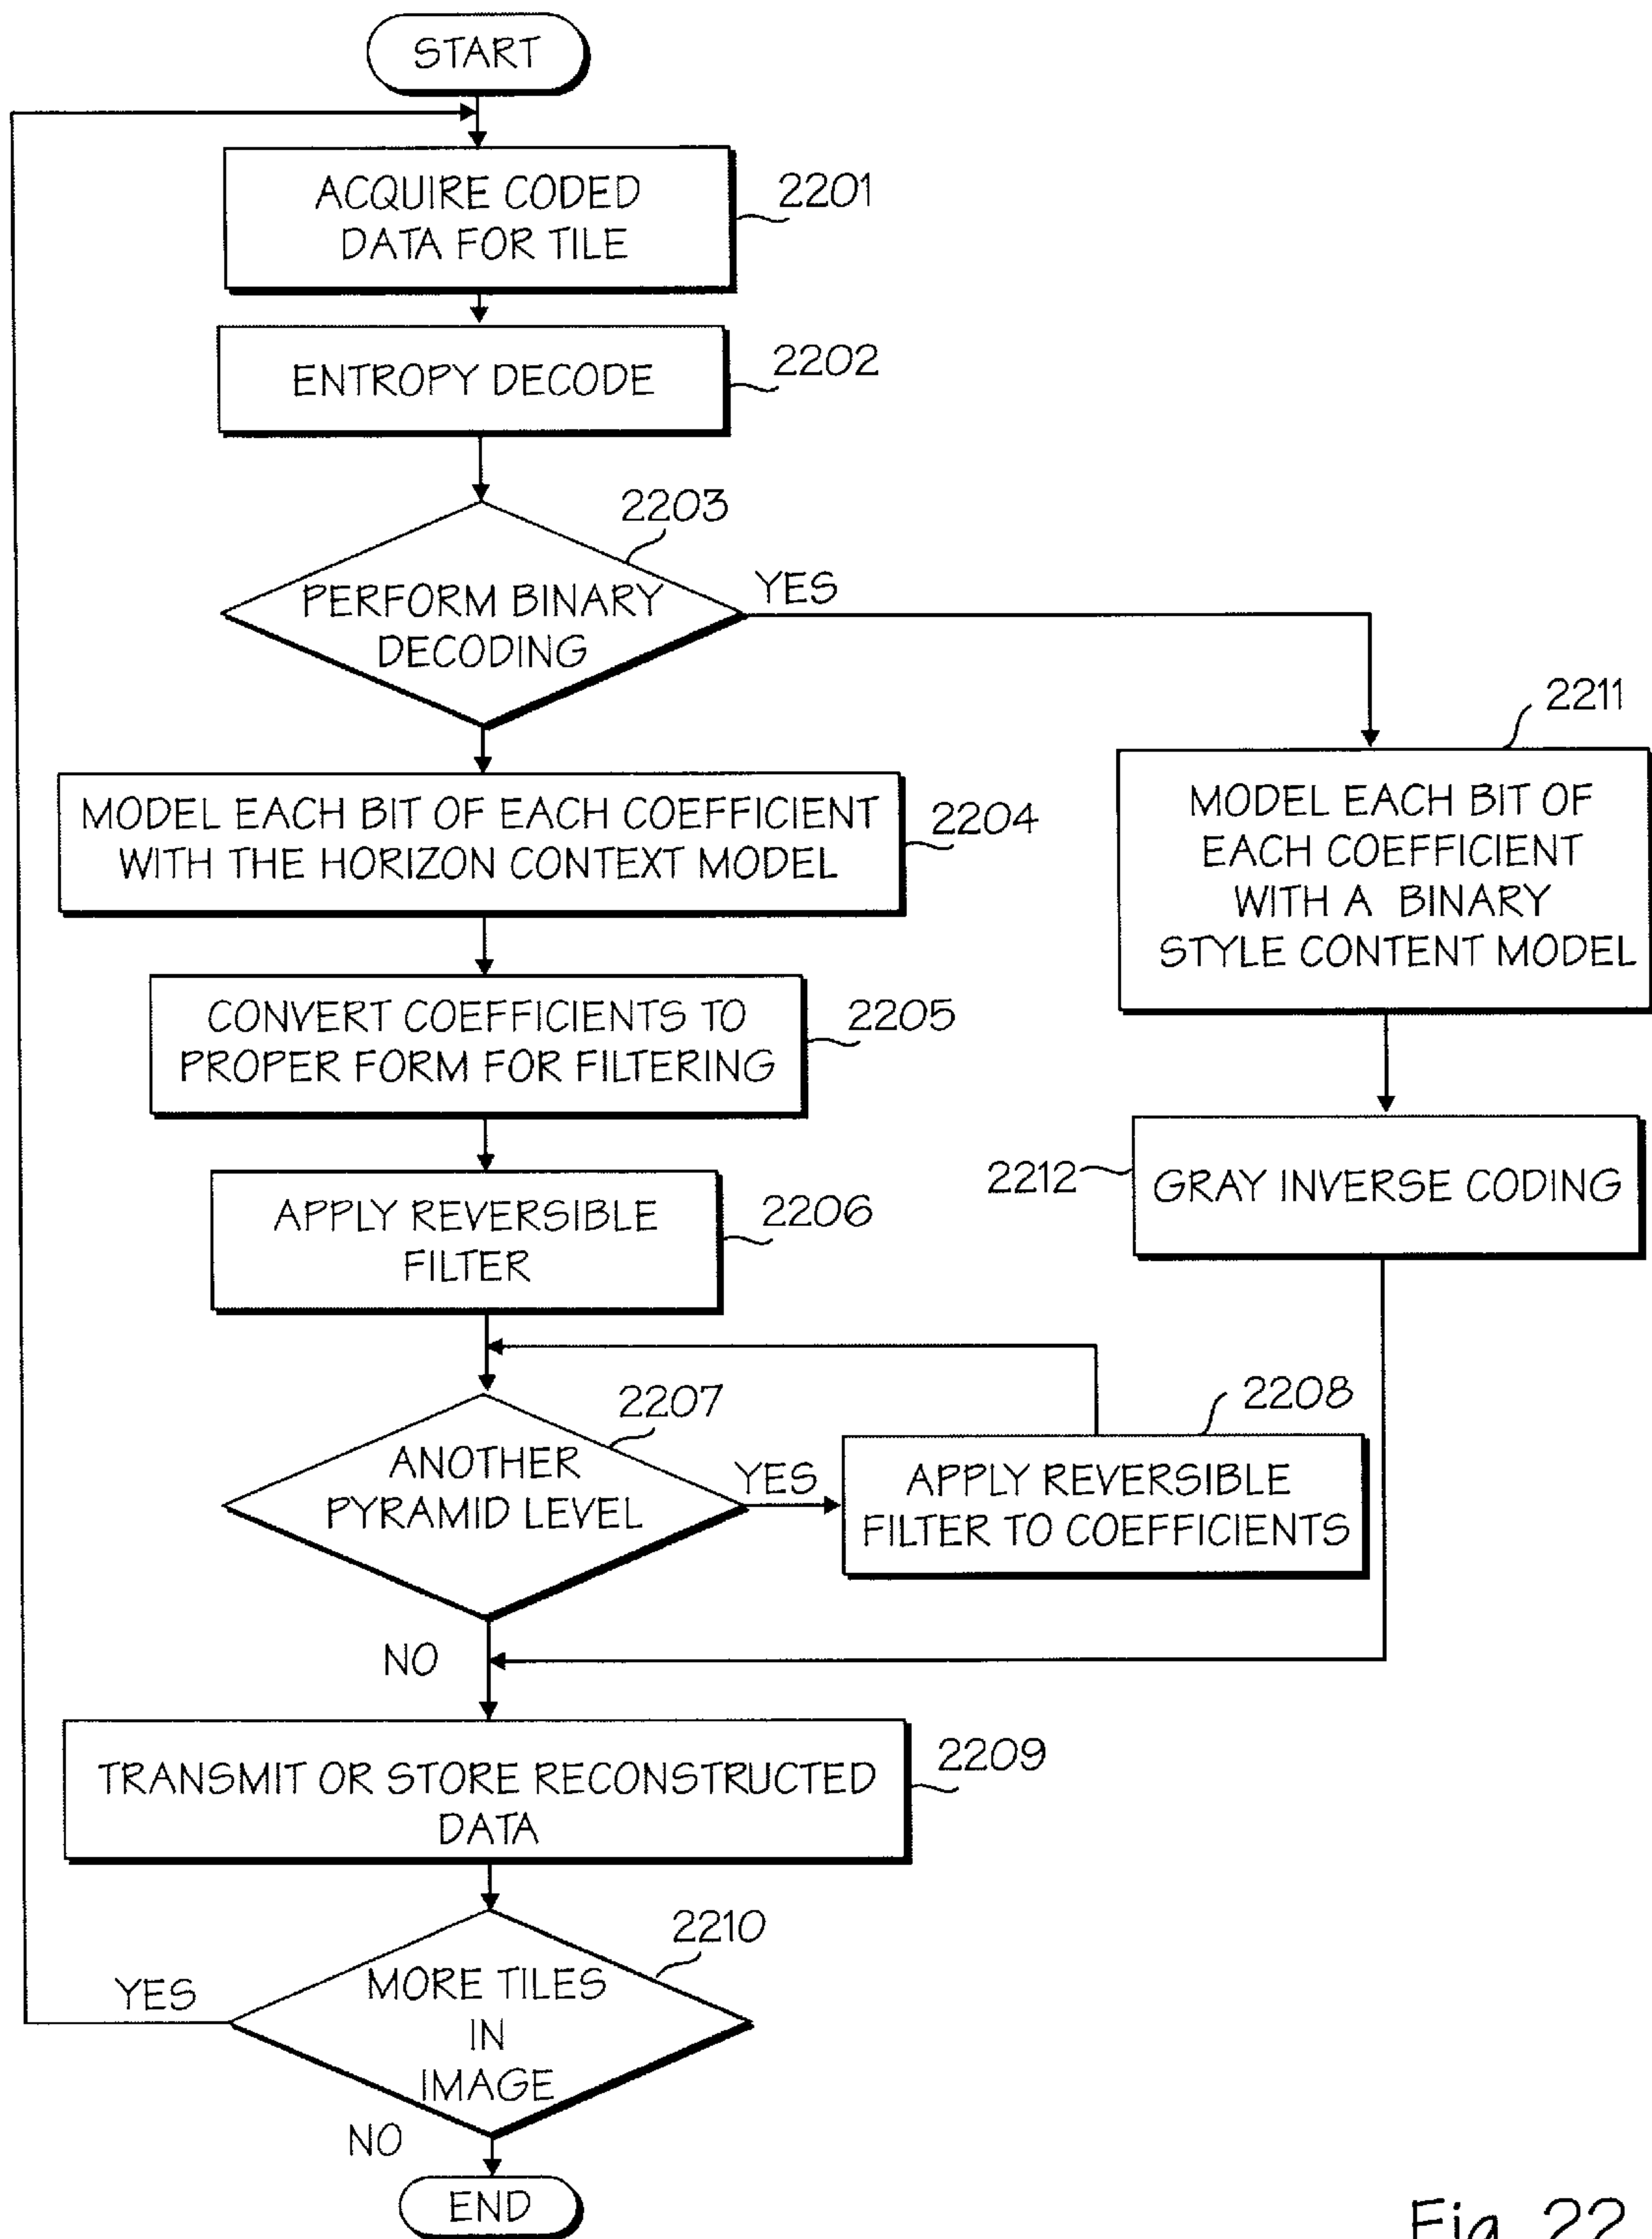 START
ACQUIRE CODED
DATA FOR TILE
2201
ENTROPY DECODE
2202
2203
PERFORM BINARY
DECODING
YES
MODEL EACH BIT OF EACH COEFFICIENT
WITH THE HORIZON CONTEXT MODEL
2204
2211
MODEL EACH BIT OF
EACH COEFFICIENT
WITH A BINARY
STYLE CONTENT MODEL
CONVERT COEFFICIENTS TO
PROPER FORM FOR FILTERING
2205
2212
GRAY INVERSE CODING
APPLY REVERSIBLE
FILTER
2206
2207
ANOTHER
PYRAMID LEVEL
YES
2208
APPLY REVERSIBLE
FILTER TO COEFFICIENTS
NO
TRANSMIT OR STORE RECONSTRUCTED
DATA
2209
2210
MORE TILES
IN
IMAGE
YES
NO
END
Fig. 22